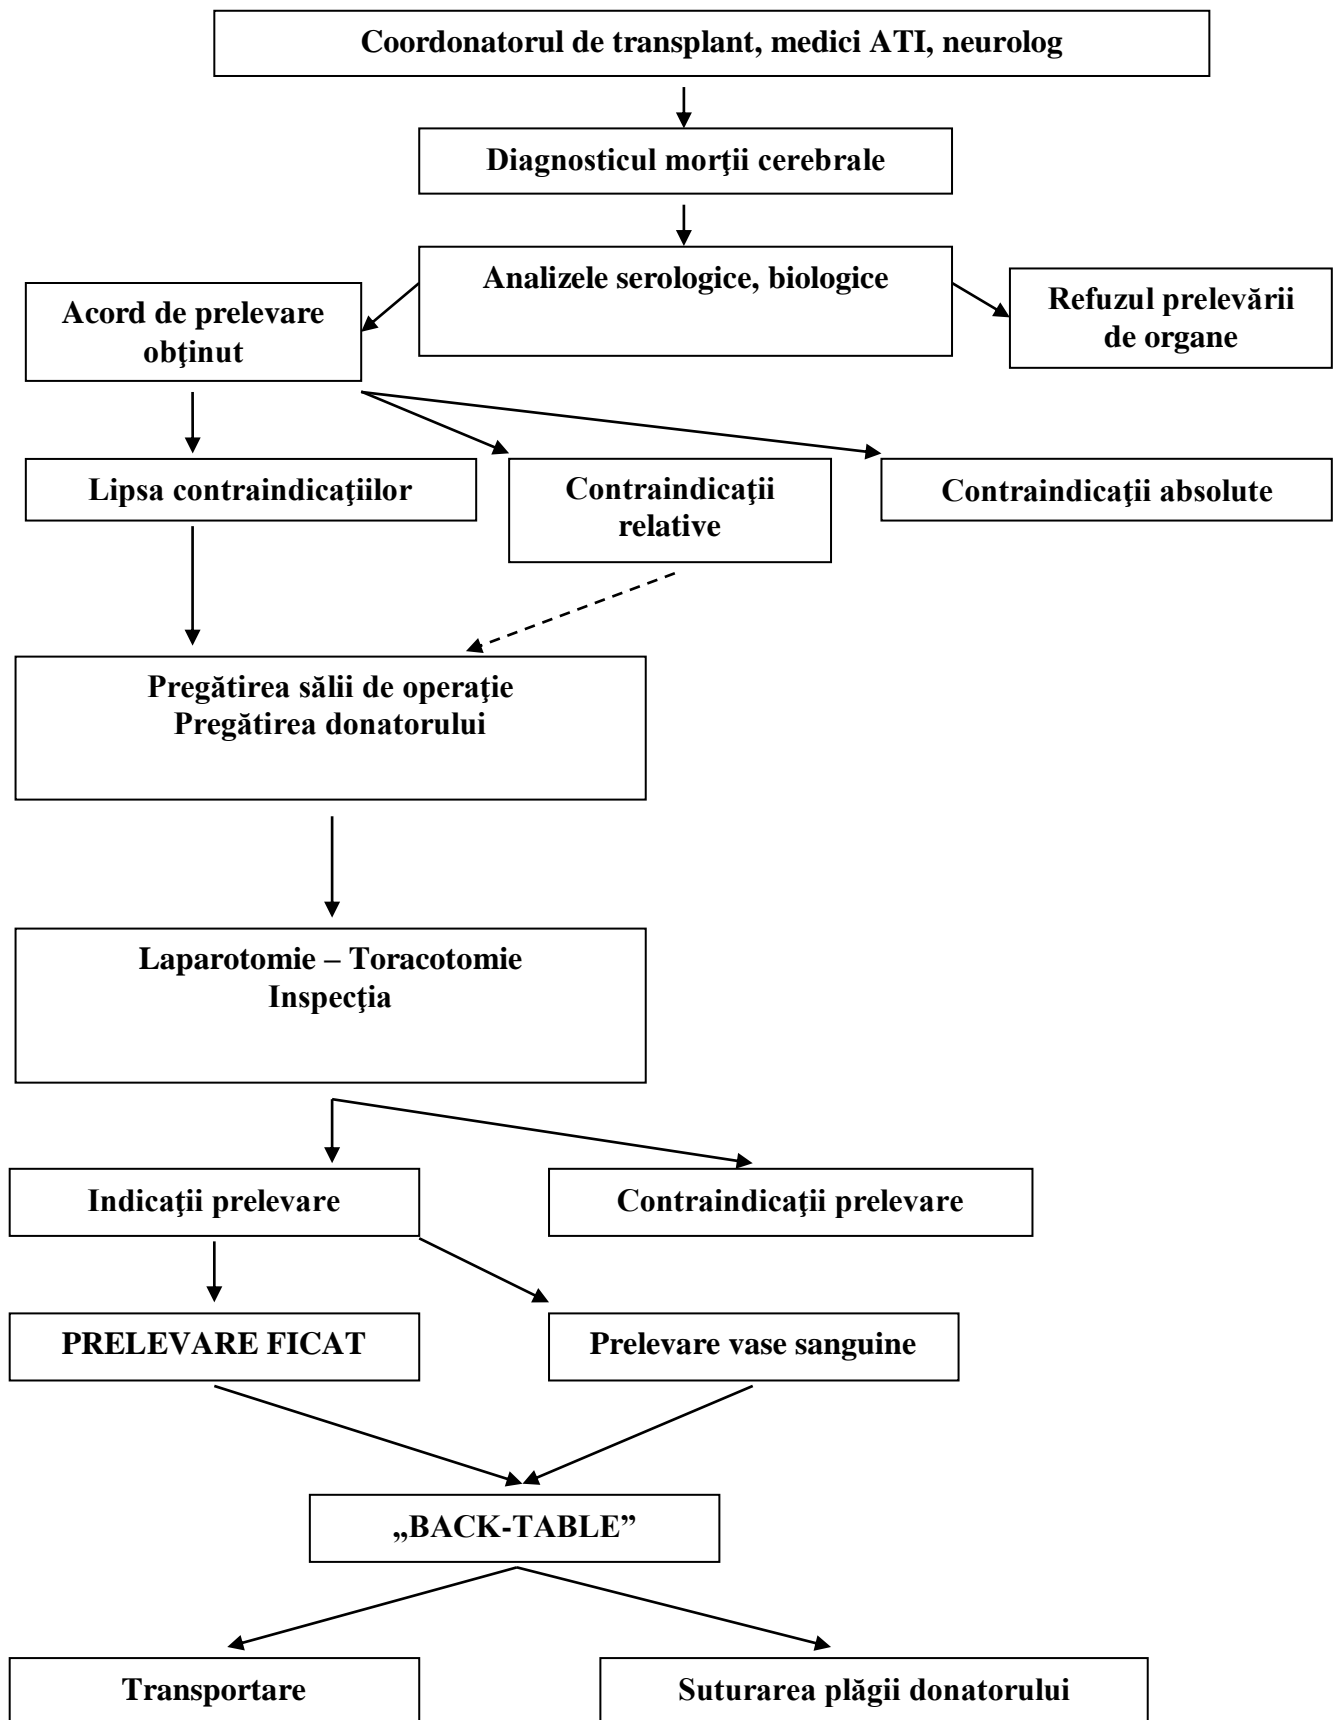 Coordonatorul de transplant, medici ATI, neurolog
Diagnosticul morţii cerebrale
Analizele serologice, biologice
Acord de prelevare
obţinut
Refuzul prelevării
de organe
Lipsa contraindicaţiilor
Contraindicaţii
relative
Contraindicaţii absolute
Pregătirea sălii de operaţie
Pregătirea donatorului
Laparotomie – Toracotomie
Inspecţia
Indicaţii prelevare
Contraindicaţii prelevare
PRELEVARE FICAT
Prelevare vase sanguine
„BACK-TABLE”
Transportare
Suturarea plăgii donatorului